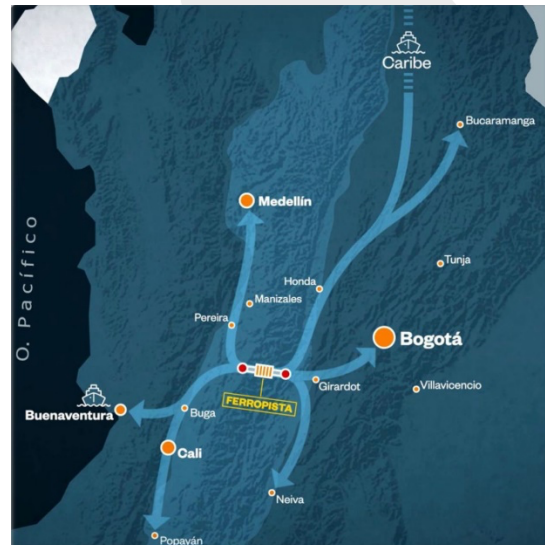 Caribe
Bucaramanga
Medellín
O. Pacífico
Tunja
Honda
Manizales
Pereira
Bogotá
Girardot
Villavicencio
FERROPISTA
Buenaventura
Buga
Cali
Neiva
Popayán